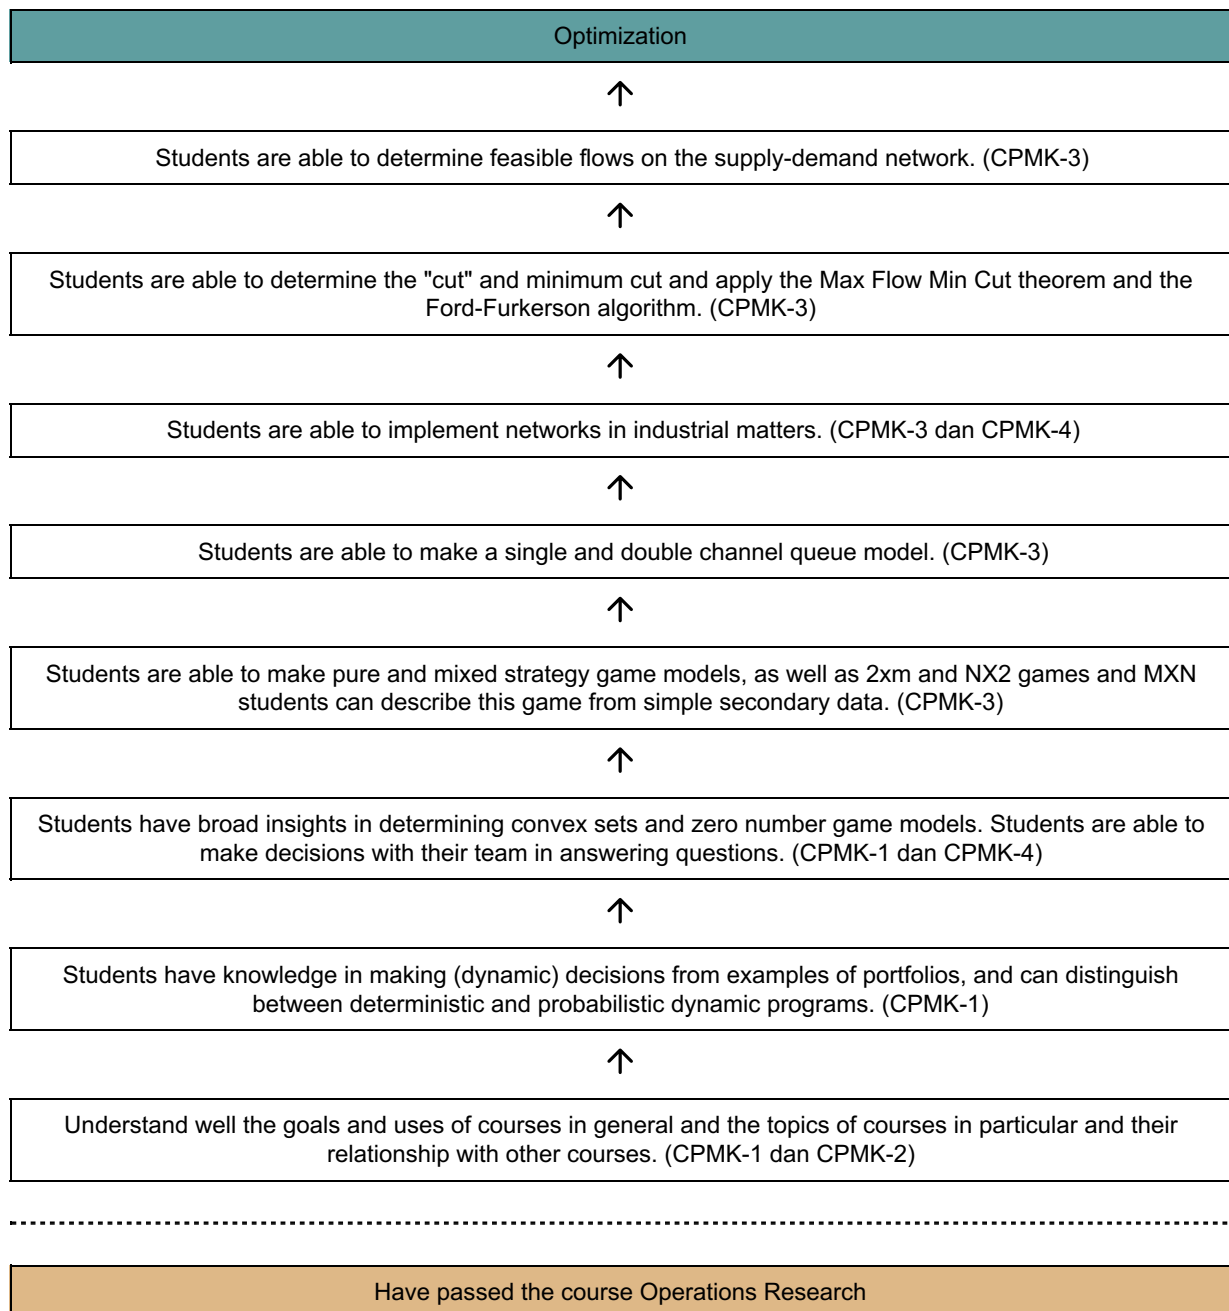 Optimization
Students are able to determine feasible flows on the supply-demand network. (CPMK-3)
Students are able to determine the "cut" and minimum cut and apply the Max Flow Min Cut theorem and the
Ford-Furkerson algorithm. (CPMK-3)
Students are able to implement networks in industrial matters. (CPMK-3 dan CPMK-4)
Students are able to make a single and double channel queue model. (CPMK-3)
Students are able to make pure and mixed strategy game models, as well as 2xm and NX2 games and MXN
students can describe this game from simple secondary data. (CPMK-3)
Students have broad insights in determining convex sets and zero number game models. Students are able to
make decisions with their team in answering questions. (CPMK-1 dan CPMK-4)
Students have knowledge in making (dynamic) decisions from examples of portfolios, and can distinguish
between deterministic and probabilistic dynamic programs. (CPMK-1)
Understand well the goals and uses of courses in general and the topics of courses in particular and their
relationship with other courses. (CPMK-1 dan CPMK-2)
Have passed the course Operations Research